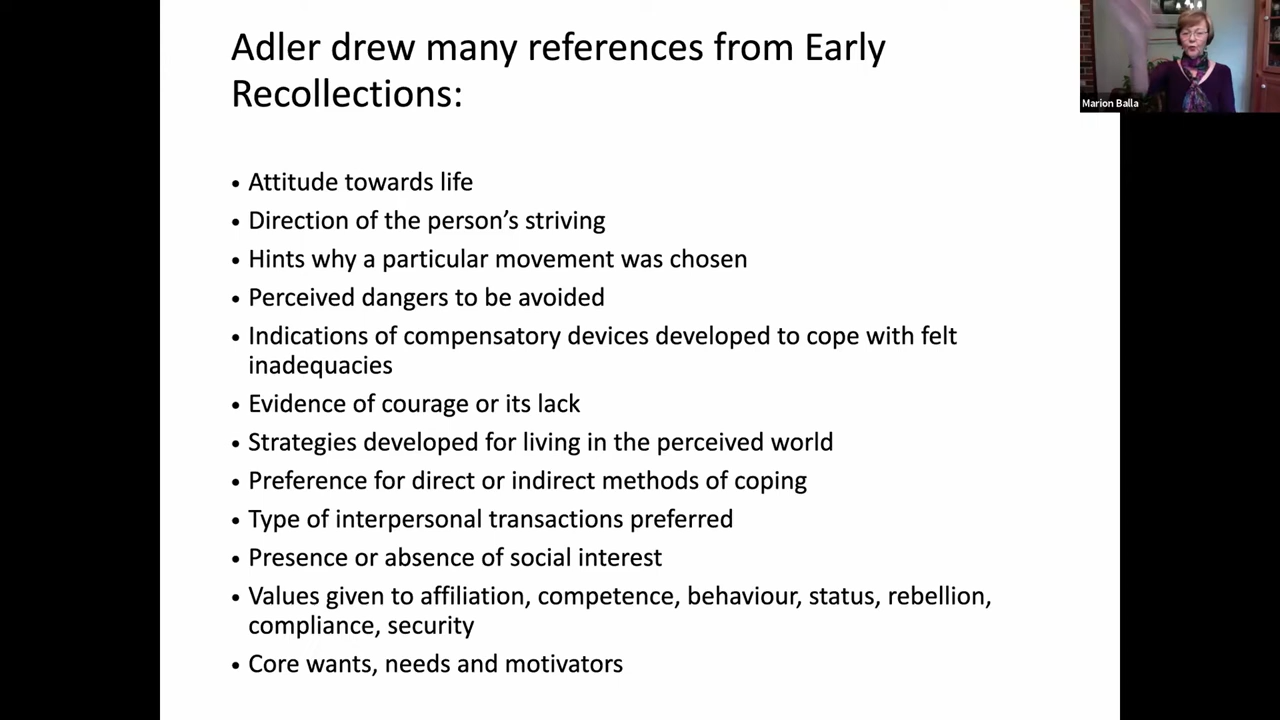 Adler drew many references from Early
Recollections:
• Attitude towards life
• Direction of the person’s striving
• Hints why a particular movement was chosen
• Perceived dangers to be avoided
• Indications of compensatory devices developed to cope with felt
inadequacies
• Evidence of courage or its lack
• Strategies developed for living in the perceived world
• Preference for direct or indirect methods of coping
• Type of interpersonal transactions preferred
• Presence or absence of social interest
• Values given to affiliation, competence, behaviour, status, rebellion,
compliance, security
• Core wants, needs and motivators
Marion Balla